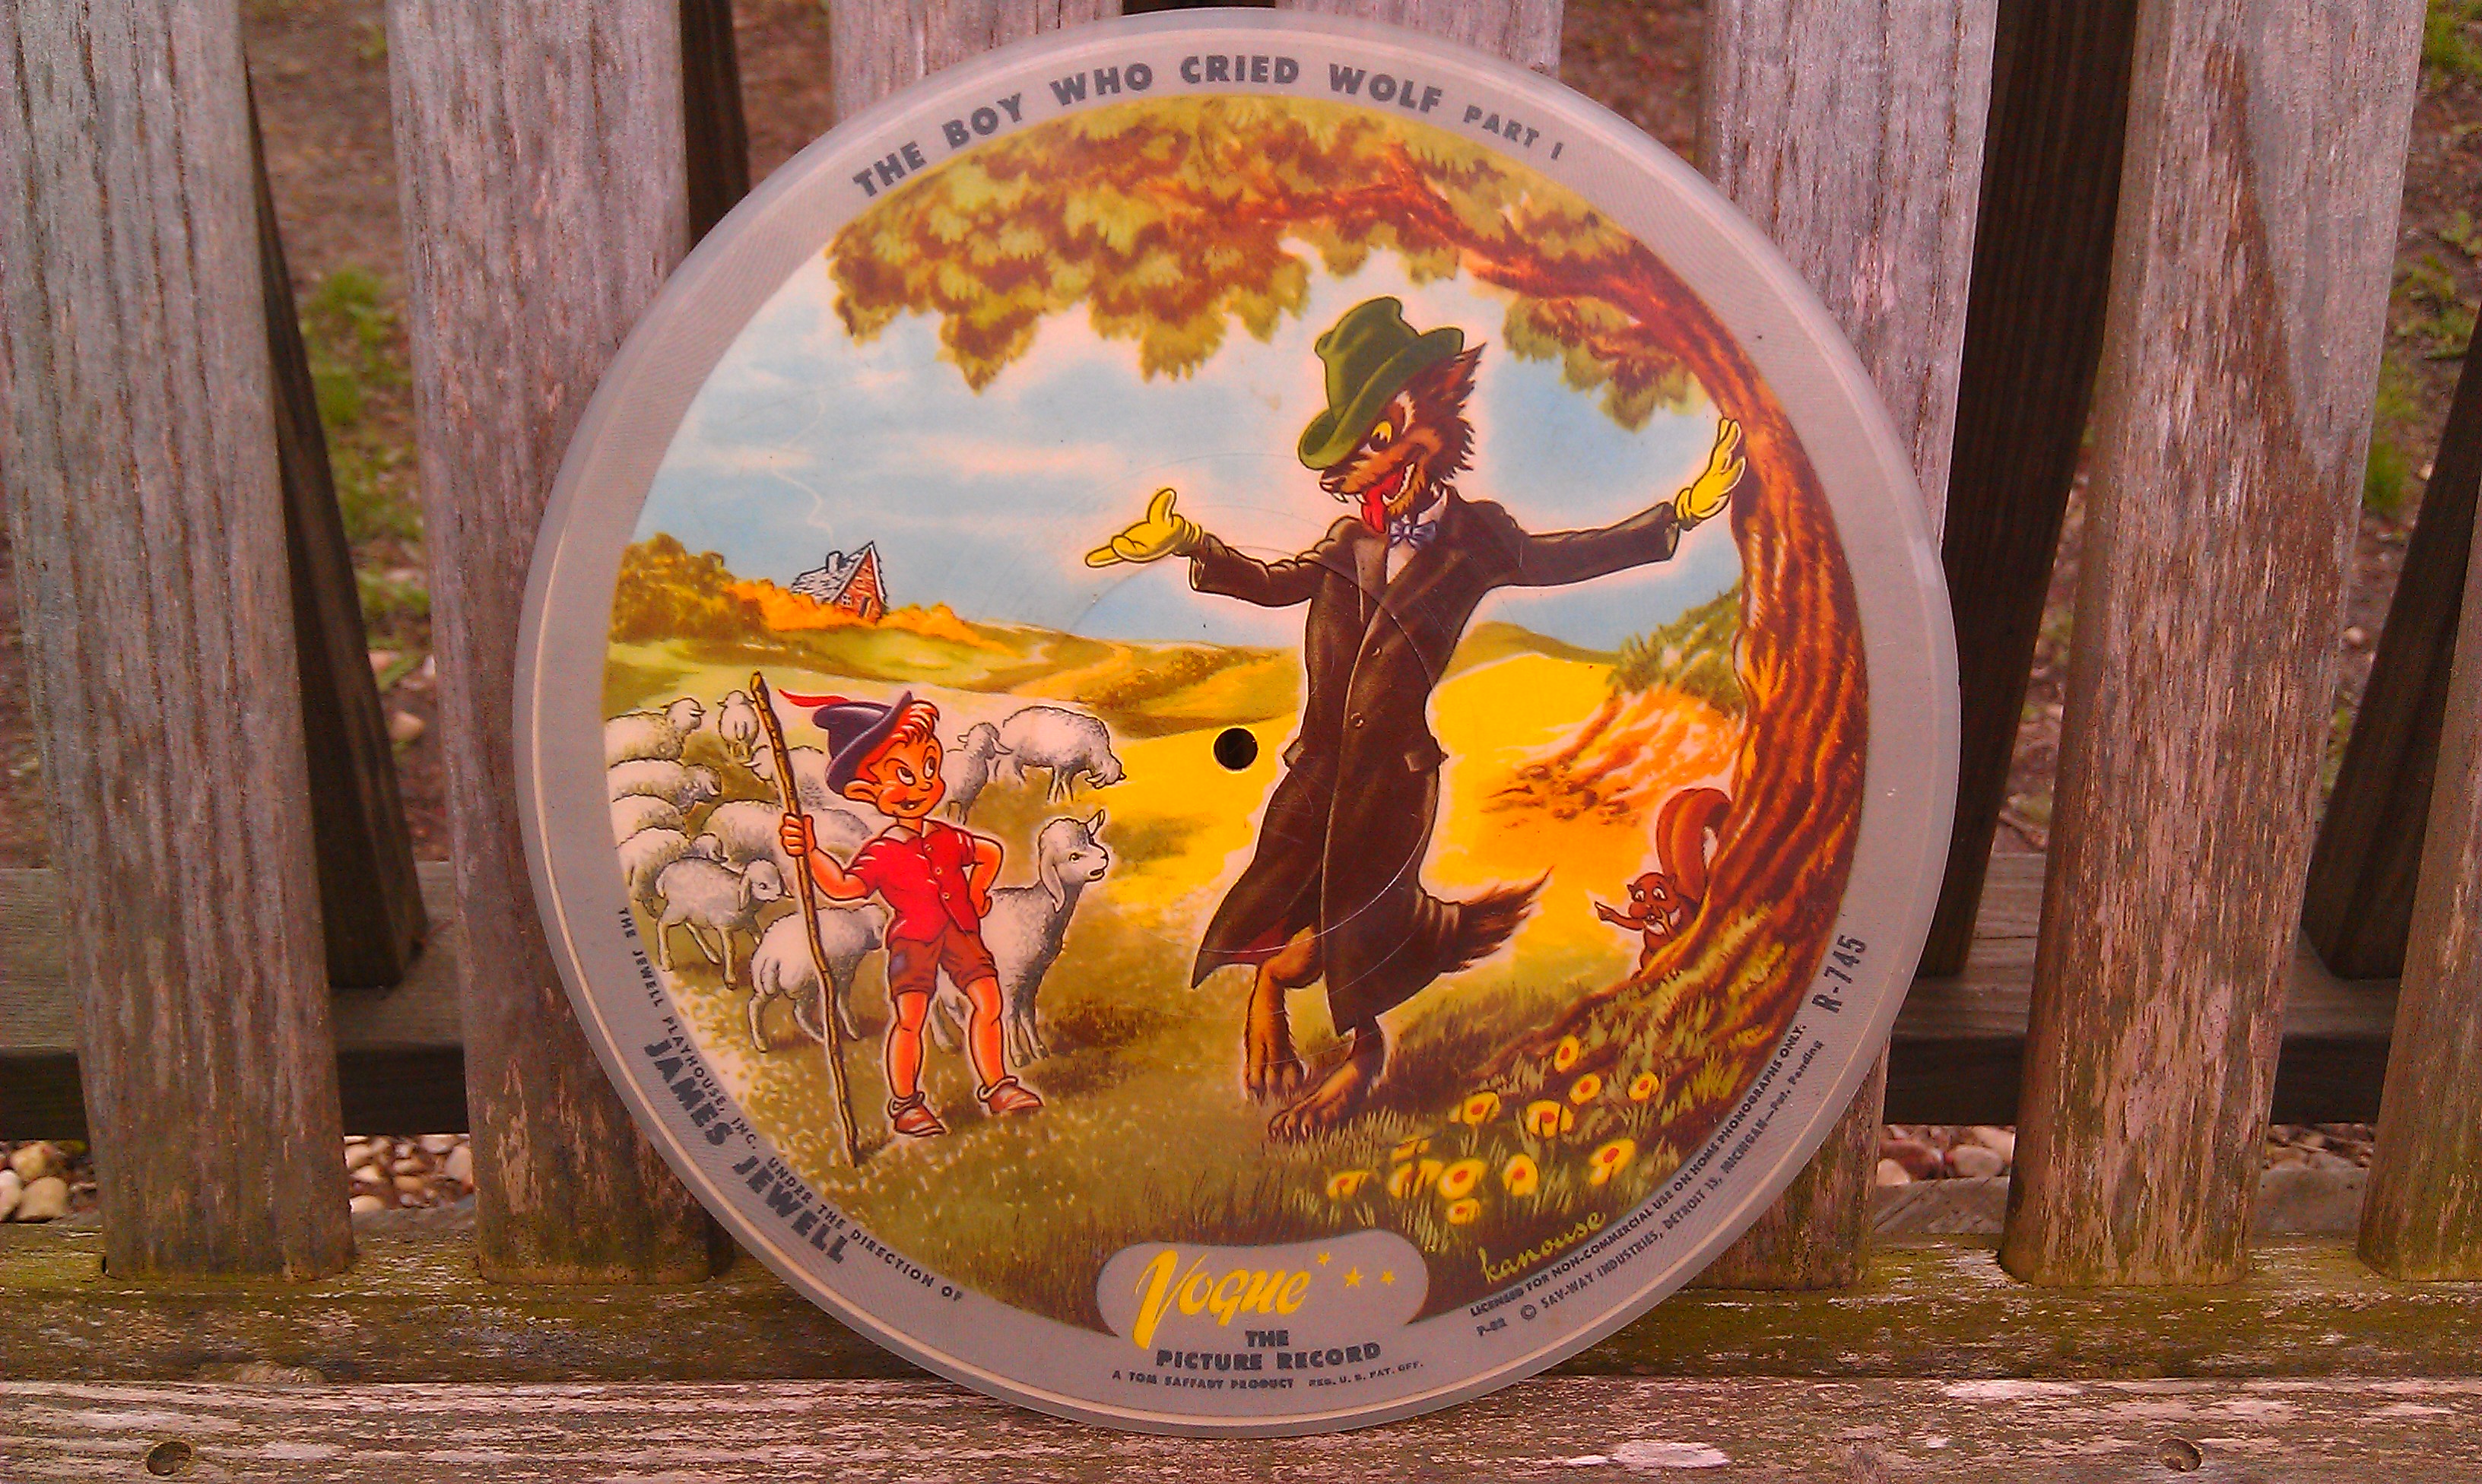 THE BOY WHO CRIED WOLF PART I
R-745
THE JEWELL PLAYHOUSE, INC. UNDER THE DIRECTION OF
JAMES JEWELL
kanouse
Vogue
THE
PICTURE RECORD
A TOM SAFFADY PRODUCT REG. U. S. PAT. OFF.
LICENSED FOR NON-COMMERCIAL USE ON HOME PHONOGRAPHS ONLY.
P-82 © SAV-WAY INDUSTRIES, DETROIT 13, MICHIGAN—Pat. Pending